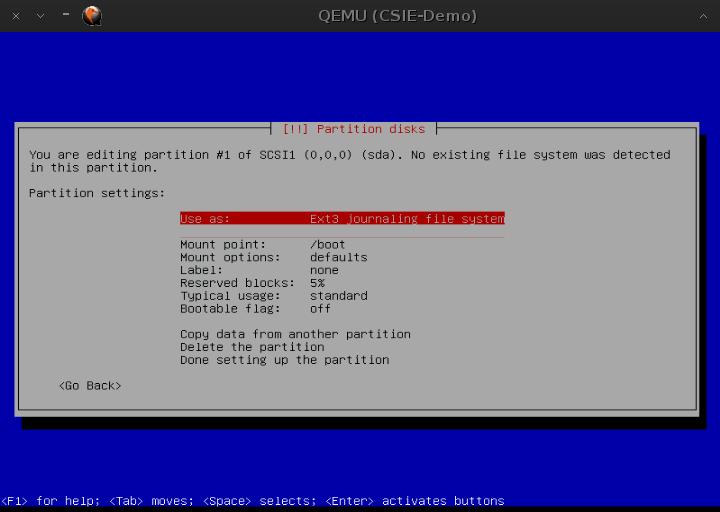 QEMU (CSIE-Demo)
[!!] Partition disks
You are editing partition #1 of SCSI1 (0,0,0) (sda). No existing file system was detected
in this partition.
Partition settings:
Use as: Ext3 journaling file system
Mount point: /boot
Mount options: defaults
Label: none
Reserved blocks: 5%
Typical usage: standard
Bootable flag: off
Copy data from another partition
Delete the partition
Done setting up the partition
<Go Back>
<F1> for help; <Tab> moves; <Space> selects; <Enter> activates buttons